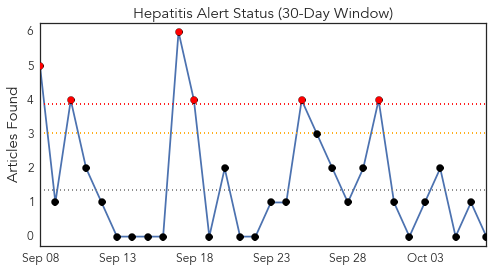 Hepatitis Alert Status (30-Day Window)
Articles Found
6
5
4
3
2
1
0
Sep 08 Sep 13 Sep 18 Sep 23 Sep 28 Oct 03